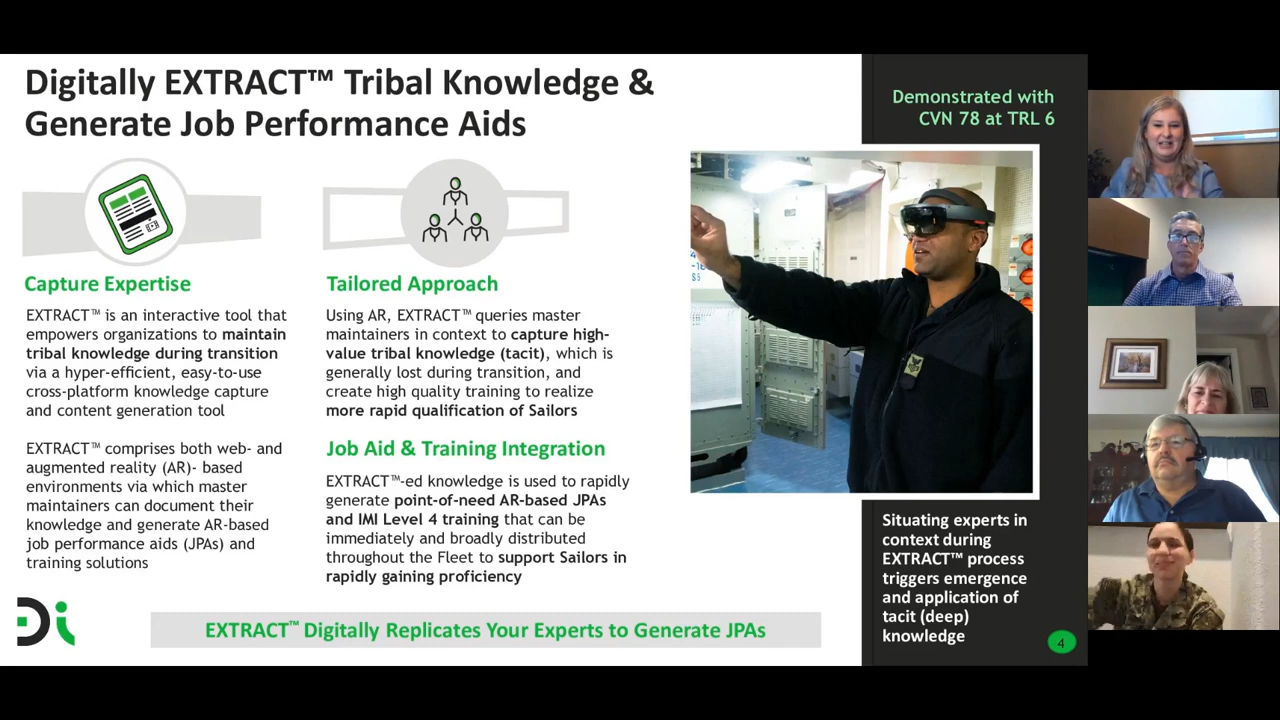 Digitally EXTRACT™ Tribal Knowledge &
Generate Job Performance Aids
Capture Expertise
EXTRACT™ is an interactive tool that
empowers organizations to maintain
tribal knowledge during transition
via a hyper-efficient, easy-to-use
cross-platform knowledge capture
and content generation tool
EXTRACT™ comprises both web- and
augmented reality (AR)- based
environments via which master
maintainers can document their
knowledge and generate AR-based
job performance aids (JPAs) and
training solutions
Tailored Approach
Using AR, EXTRACT™ queries master
maintainers in context to capture high-
value tribal knowledge (tacit), which is
generally lost during transition, and
create high quality training to realize
more rapid qualification of Sailors
Job Aid & Training Integration
EXTRACT™-ed knowledge is used to rapidly
generate point-of-need AR-based JPAs
and IMI Level 4 training that can be
immediately and broadly distributed
throughout the Fleet to support Sailors in
rapidly gaining proficiency
Demonstrated with
CVN 78 at TRL 6
Situating experts in
context during
EXTRACT™ process
triggers emergence
and application of
tacit (deep)
knowledge
Di
EXTRACT™ Digitally Replicates Your Experts to Generate JPAs
4